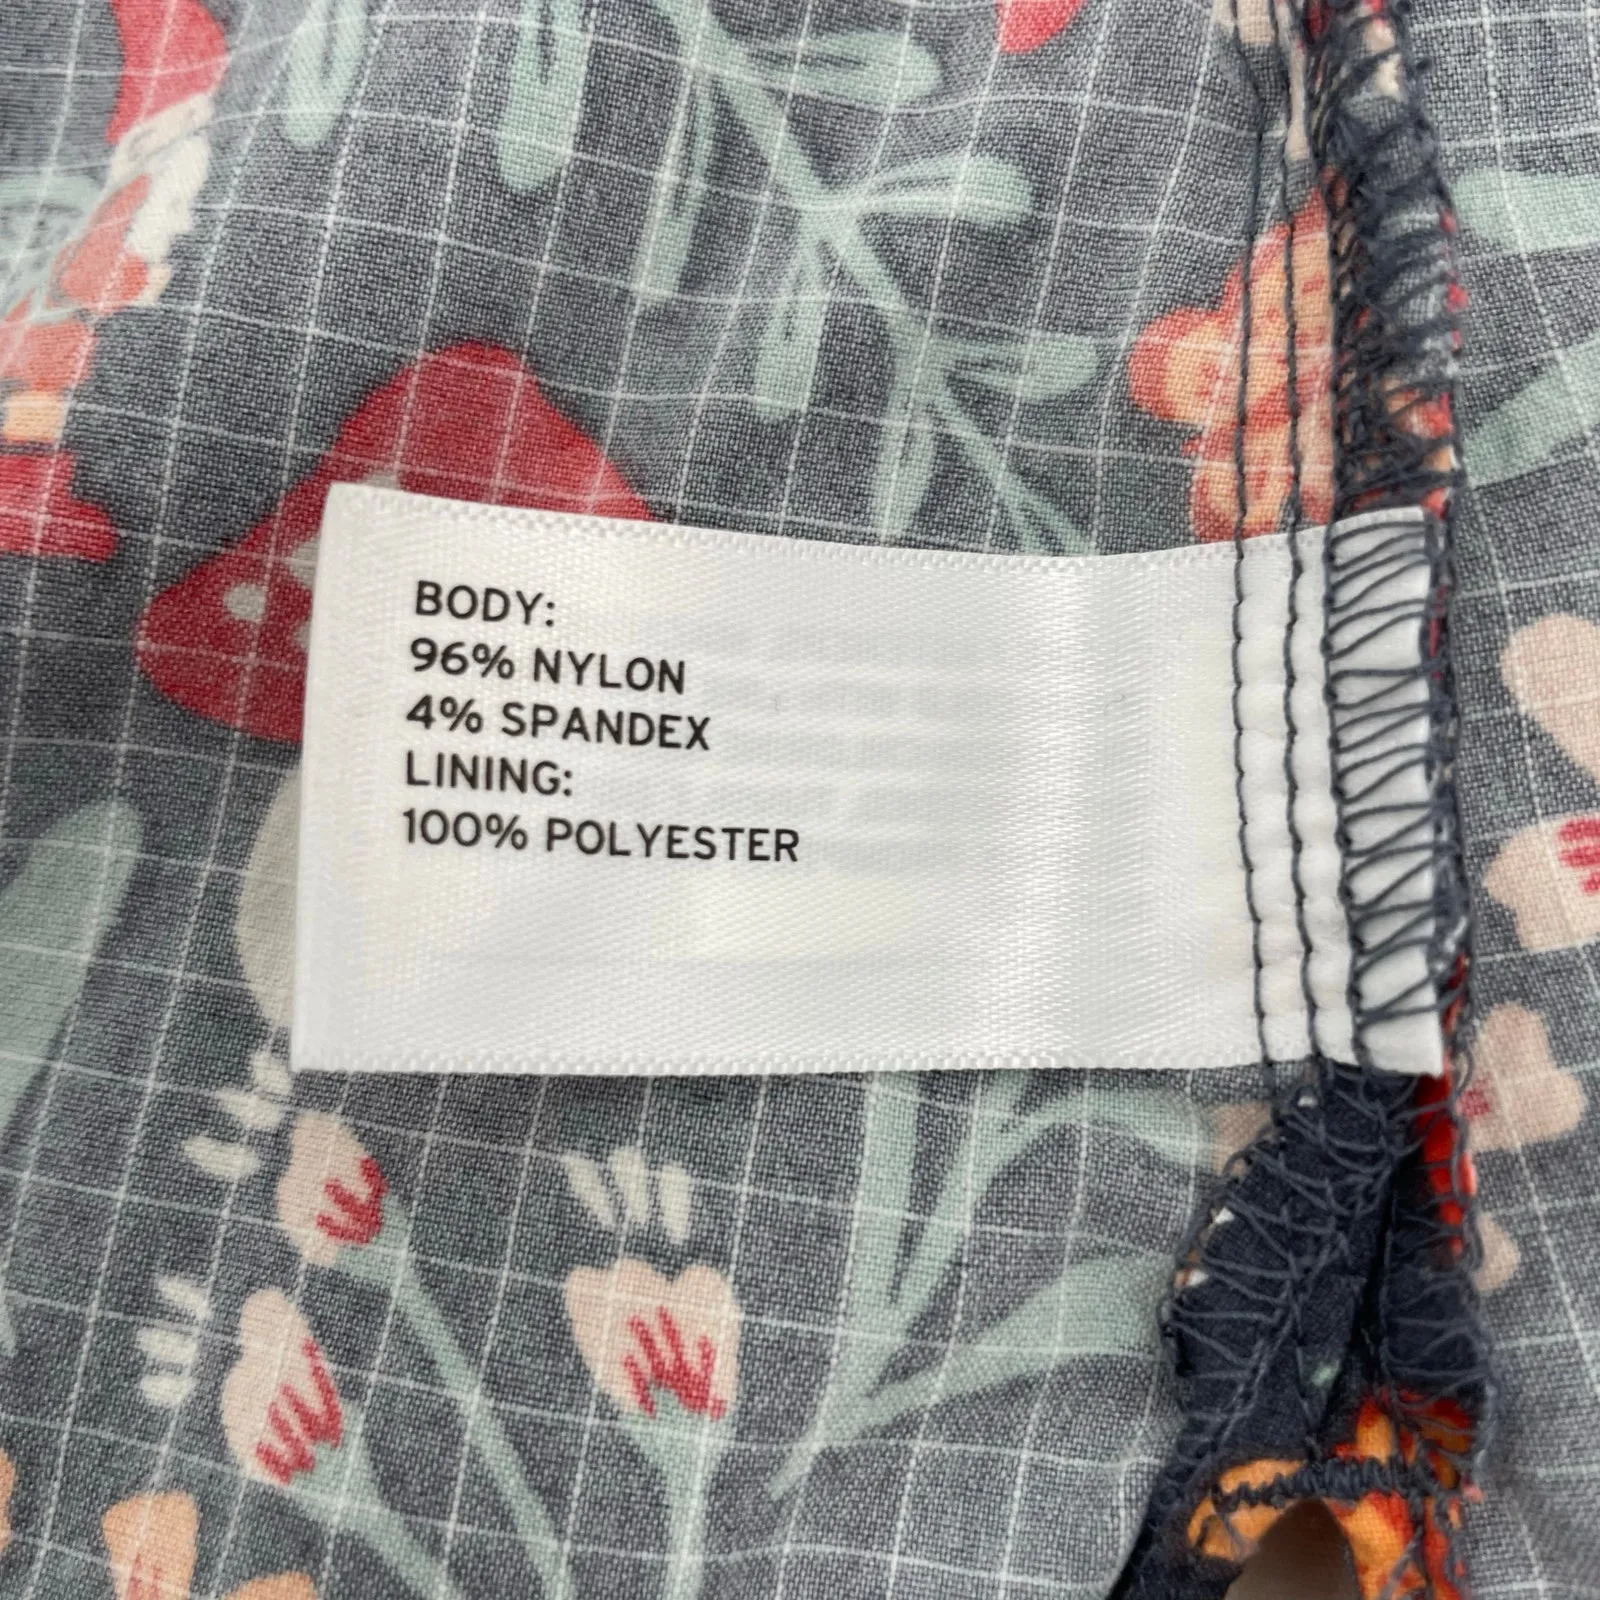 BODY:
96% NYLON
4% SPANDEX
LINING:
100% POLYESTER